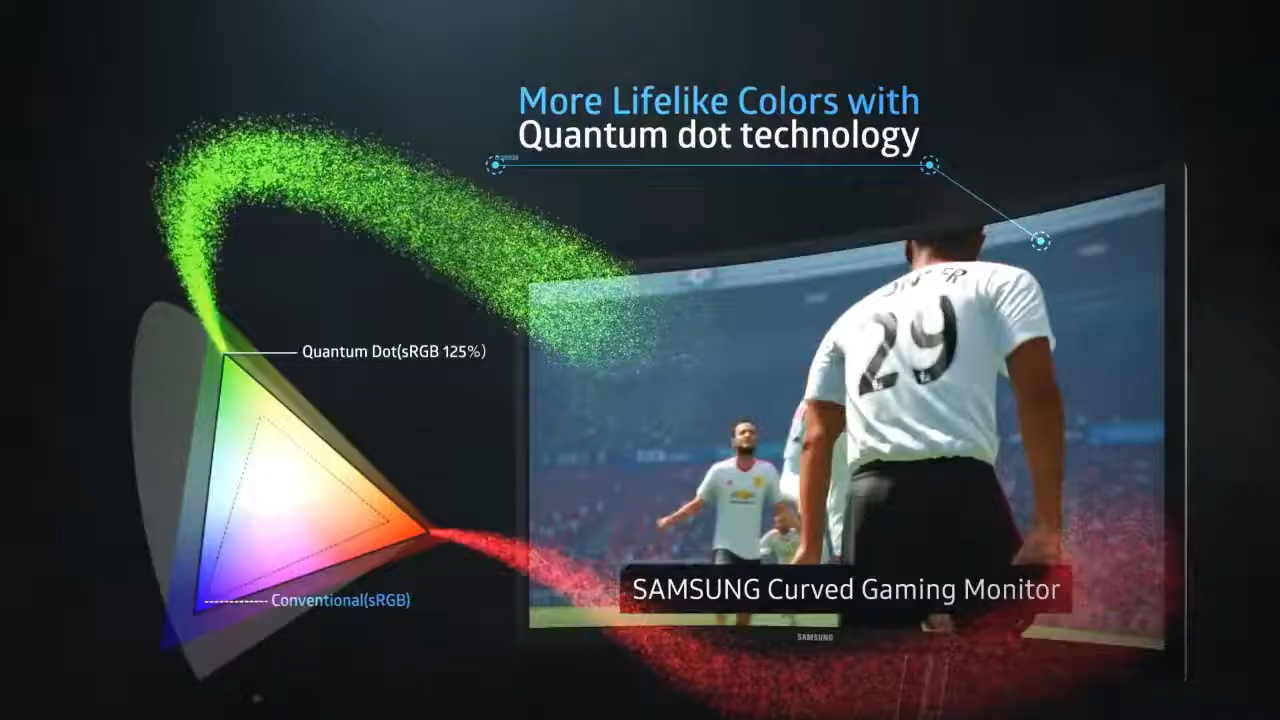 More Lifelike Colors with
Quantum dot technology
Quantum Dot(sRGB 125%)
29
Conventional(sRGB)
SAMSUNG Curved Gaming Monitor
SAMSUNG